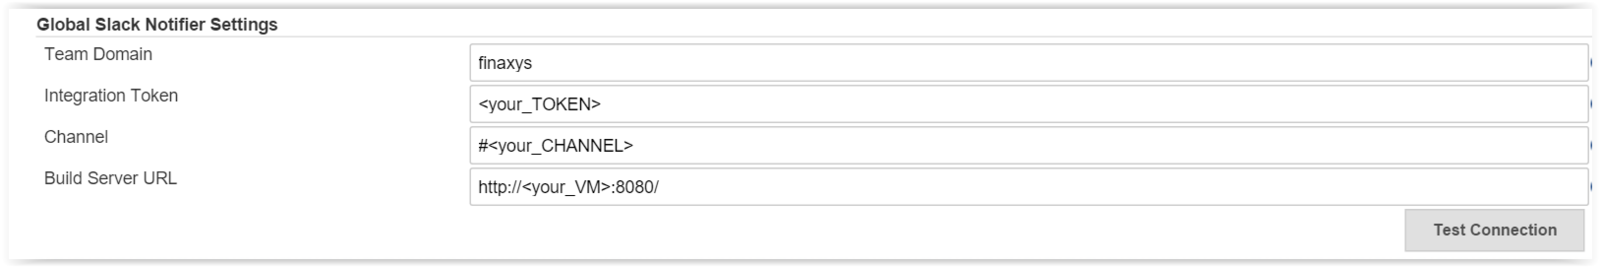 Global Slack Notifier Settings
Team Domain
finaxys
Integration Token
<your_TOKEN>
Channel
#<your_CHANNEL>
Build Server URL
http://<your_VM>:8080/
Test Connection